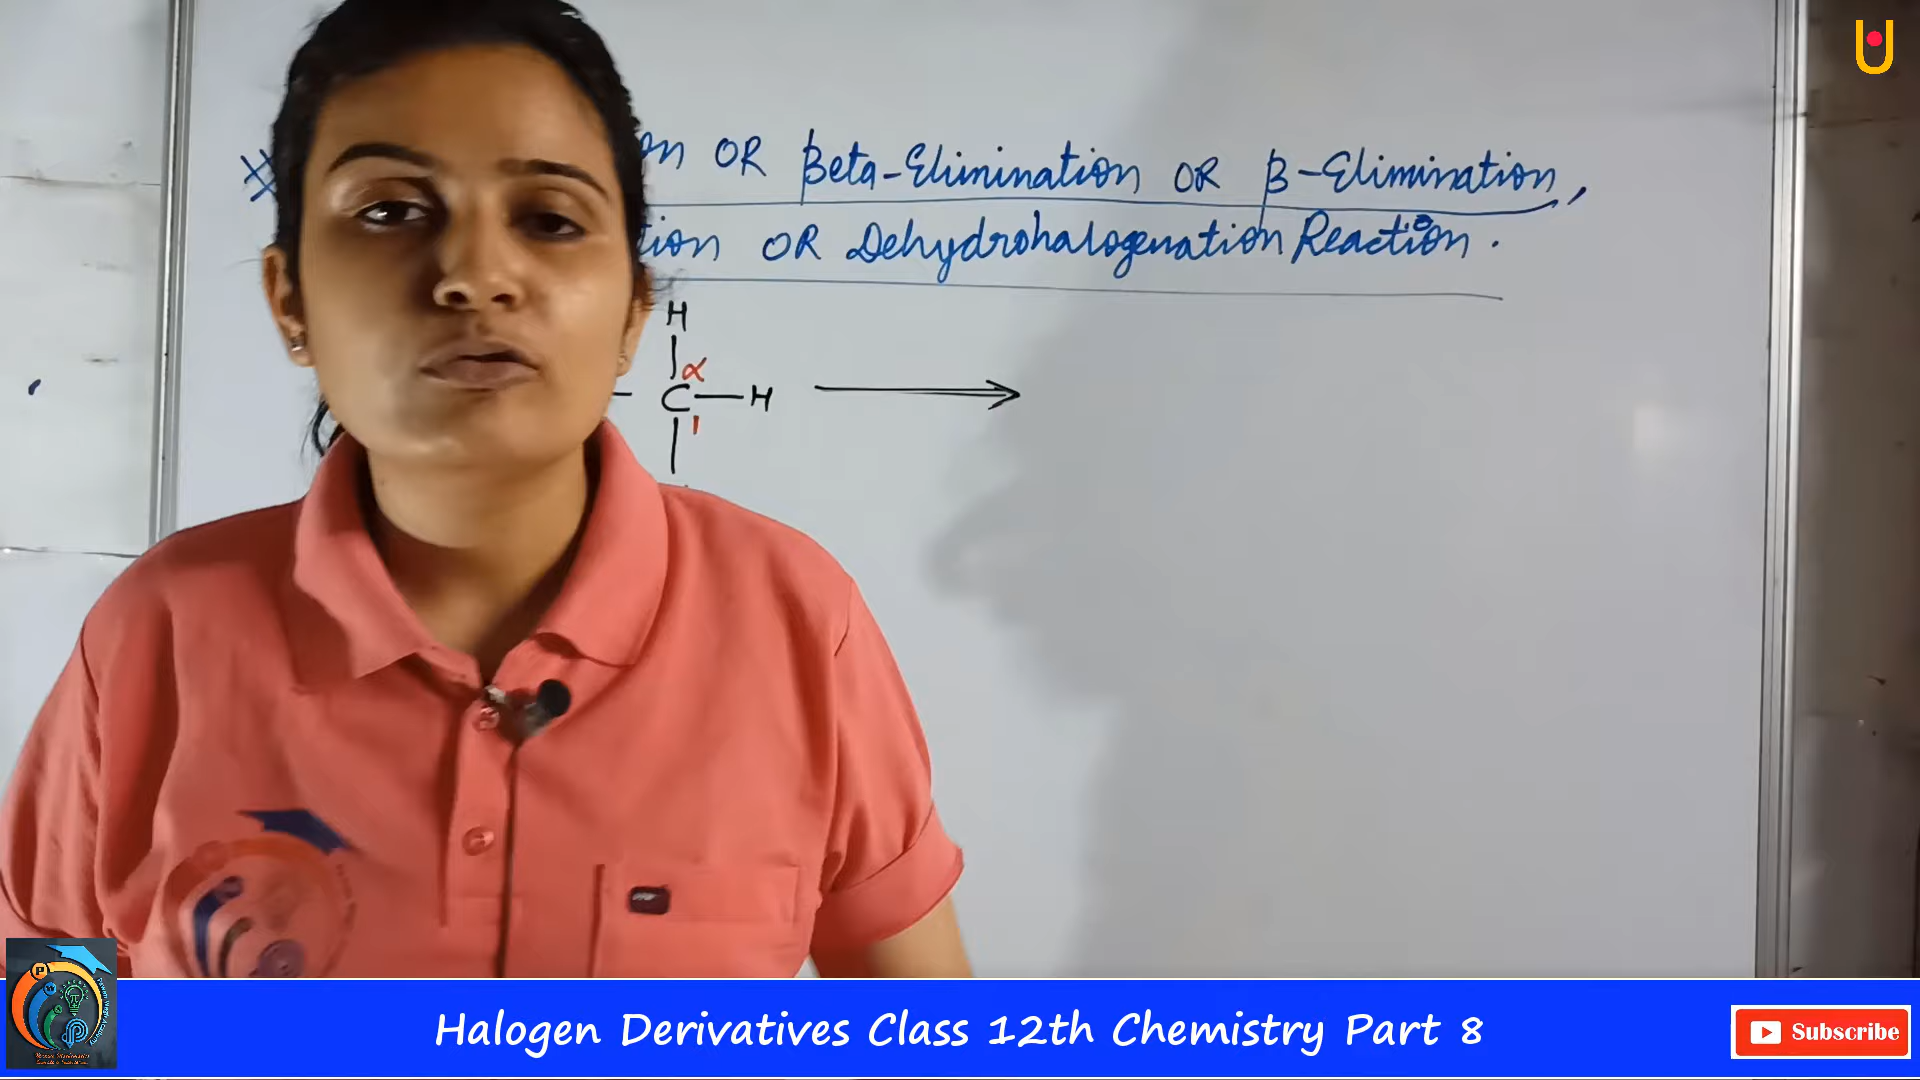 # on OR Beta-Elimination OR β-Elimination,
tion OR Dehydrohalogenation Reaction.
H
α
C — H
1
Halogen Derivatives Class 12th Chemistry Part 8
Subscribe